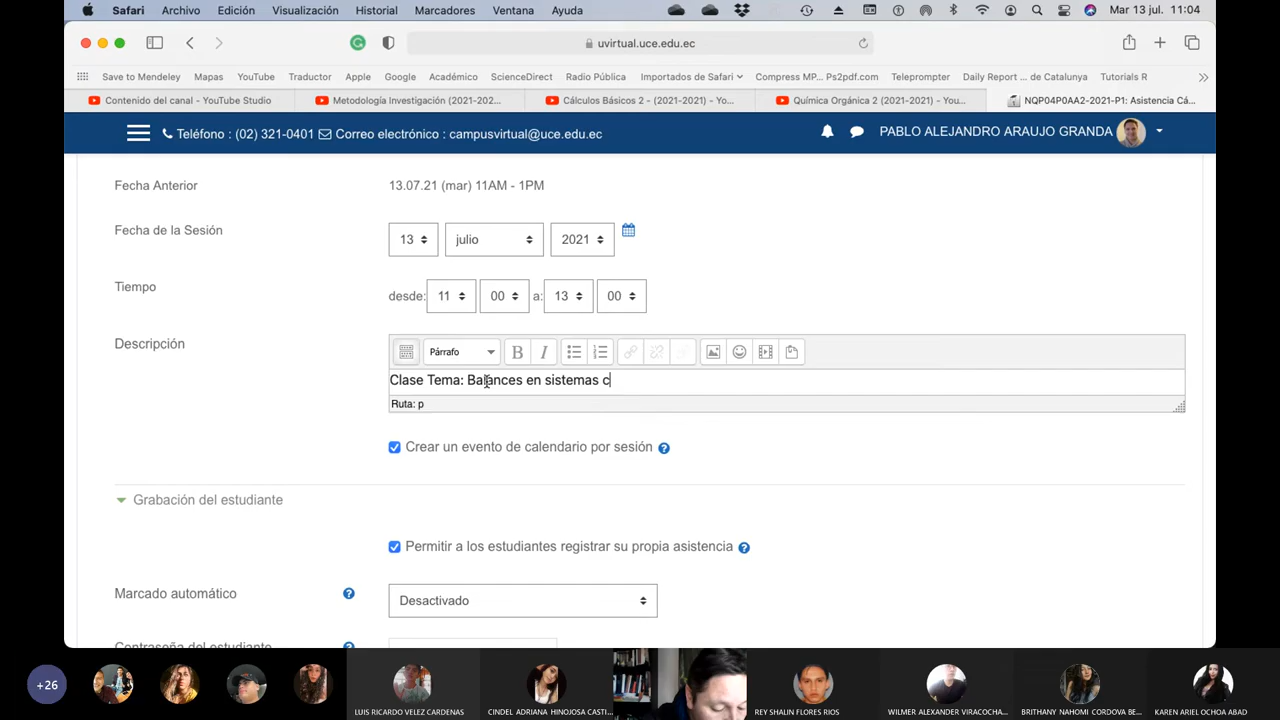 Safari Archivo Edición Visualización Historial Marcadores Ventana Ayuda Mar 13 jul. 11:04
uvirtual.uce.edu.ec
Save to Mendeley Mapas YouTube Traductor Apple Google Académico ScienceDirect Radio Pública Importados de Safari Compress MP... Ps2pdf.com Teleprompter Daily Report ... de Catalunya Tutorials R
Contenido del canal - YouTube Studio Metodología Investigación (2021-202... Cálculos Básicos 2 - (2021-2021) - Yo... Química Orgánica 2 (2021-2021) - You... NQP04P0AA2-2021-P1: Asistencia Cá...
Teléfono : (02) 321-0401 Correo electrónico : campusvirtual@uce.edu.ec PABLO ALEJANDRO ARAUJO GRANDA
Fecha Anterior 13.07.21 (mar) 11AM - 1PM
Fecha de la Sesión 13 julio 2021
Tiempo desde: 11 00 a: 13 00
Descripción
Párrafo B I
Clase Tema: Balances en sistemas c
Ruta: p
Crear un evento de calendario por sesión
Grabación del estudiante
Permitir a los estudiantes registrar su propia asistencia
Marcado automático Desactivado
Contraseña del estudiante
+26 LUIS RICARDO VELEZ CARDENAS CINDEL ADRIANA HINOJOSA CASTI... REY SHALIN FLORES RIOS WILMER ALEXANDER VIRACOCHA... BRITHANY NAHOMI CORDOVA BE... KAREN ARIEL OCHOA ABAD